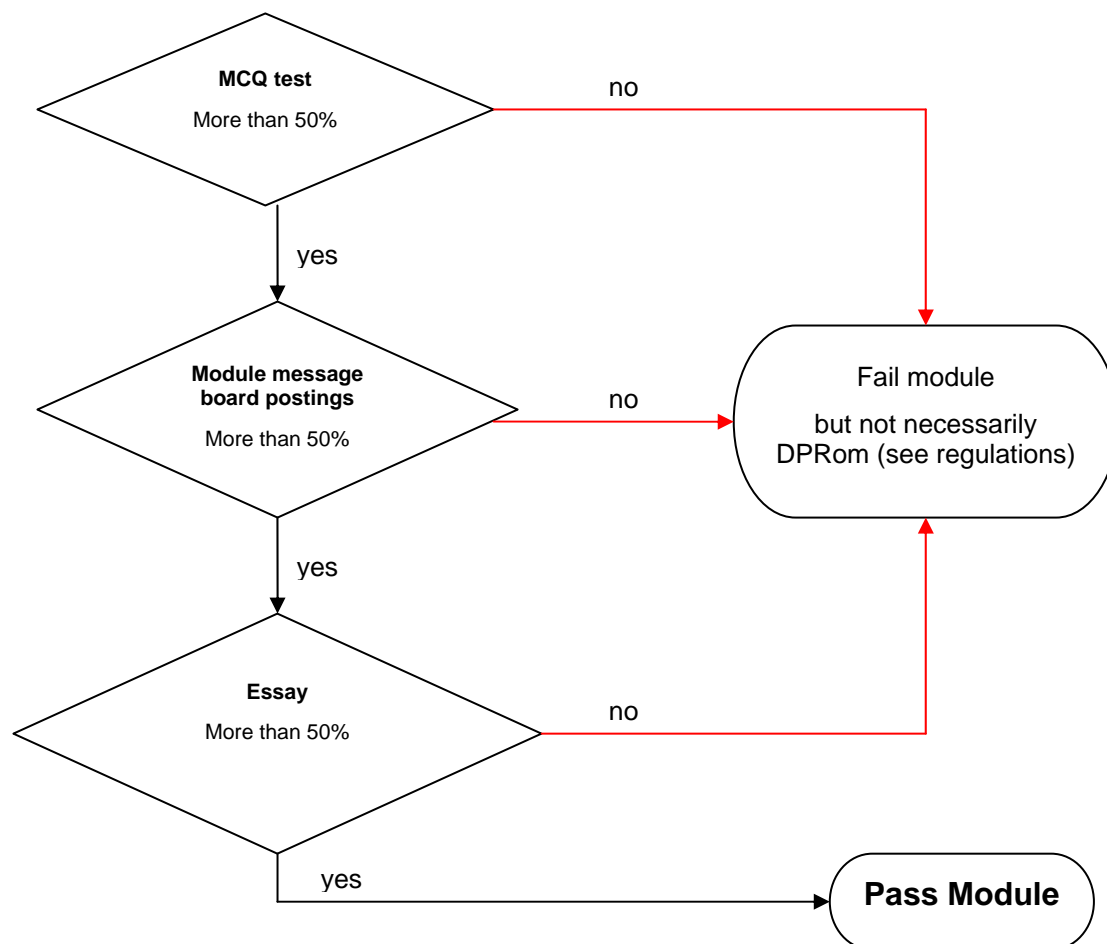 MCQ test
More than 50%
no
yes
Module message
board postings
More than 50%
no
Fail module
but not necessarily
DPRom (see regulations)
yes
Essay
More than 50%
no
yes
Pass Module